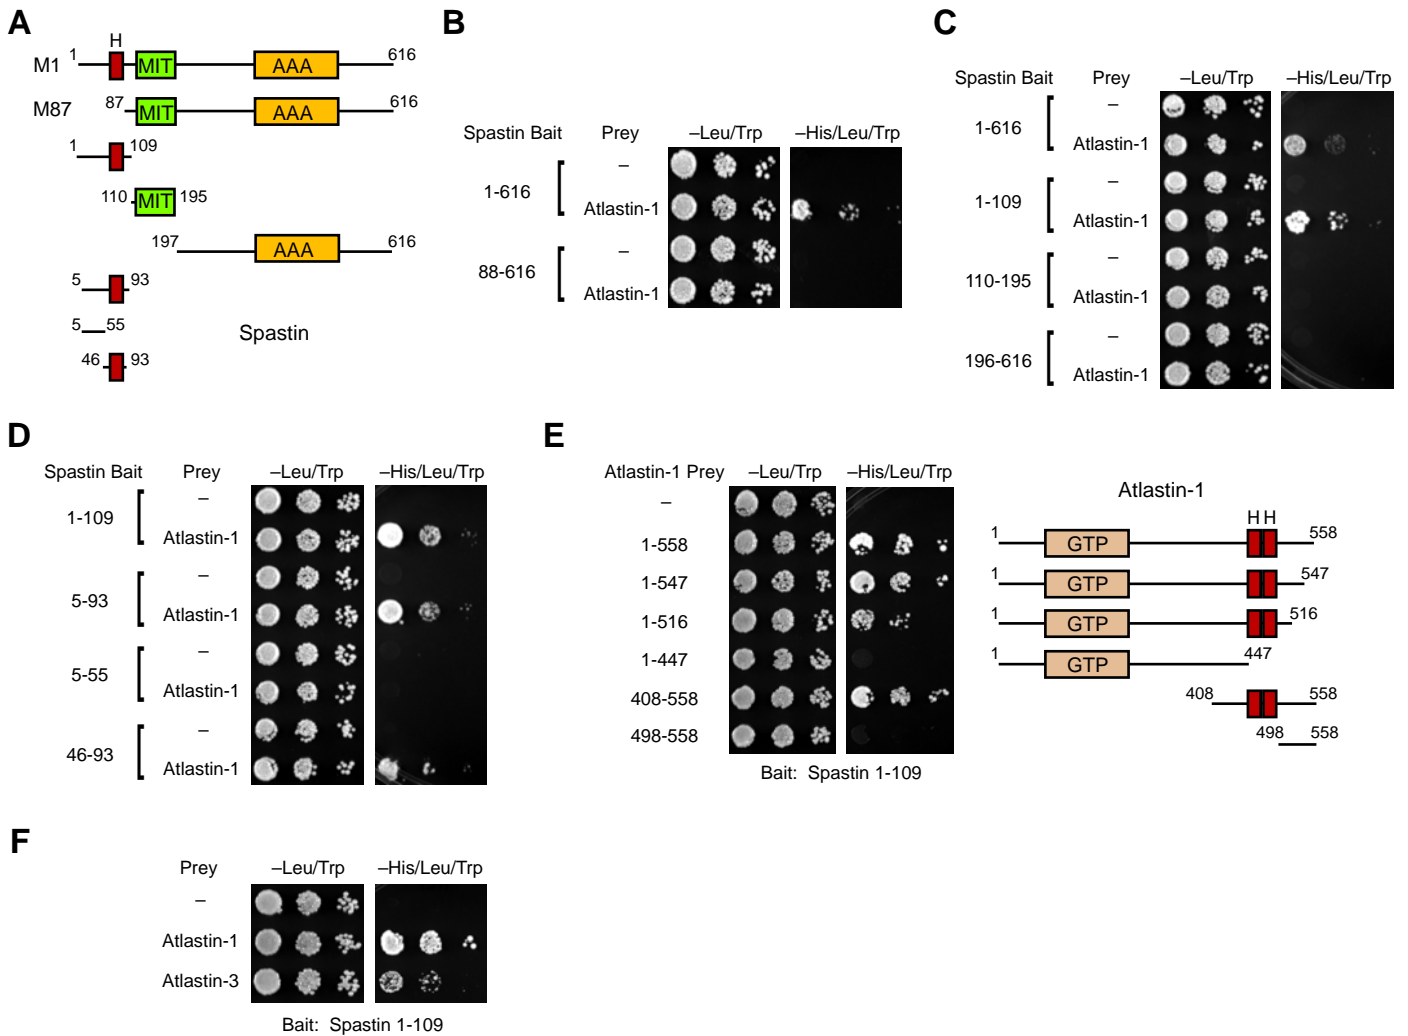 A
H
M1 1 MIT AAA 616
M87 87 MIT AAA 616
1 109
110 MIT 195
197 AAA 616
5 93
5 55
46 93
Spastin
B
Spastin Bait Prey –Leu/Trp –His/Leu/Trp
–
1-616
Atlastin-1
–
88-616
Atlastin-1
C
Spastin Bait Prey –Leu/Trp –His/Leu/Trp
–
1-616
Atlastin-1
–
1-109
Atlastin-1
–
110-195
Atlastin-1
–
196-616
Atlastin-1
D
Spastin Bait Prey –Leu/Trp –His/Leu/Trp
–
1-109
Atlastin-1
–
5-93
Atlastin-1
–
5-55
Atlastin-1
–
46-93
Atlastin-1
E
Atlastin-1 Prey –Leu/Trp –His/Leu/Trp
–
1-558
1-547
1-516
1-447
408-558
498-558
Bait: Spastin 1-109
Atlastin-1
H H
1 GTP 558
1 GTP 547
1 GTP 516
1 GTP 447
408 558
498 558
F
Prey –Leu/Trp –His/Leu/Trp
–
Atlastin-1
Atlastin-3
Bait: Spastin 1-109